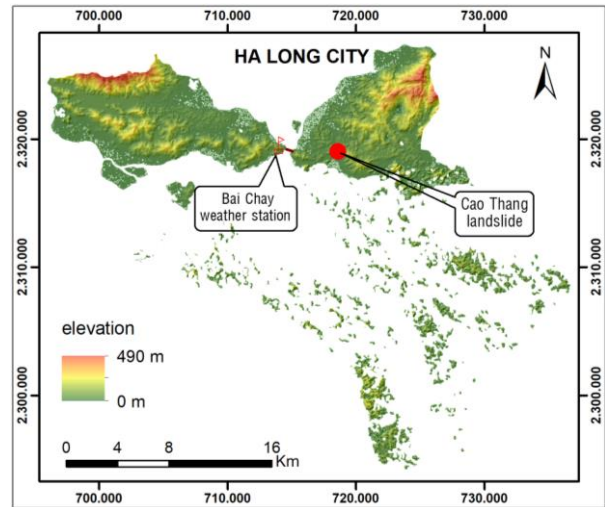 700.000 710.000 720.000 730.000
HA LONG CITY
N
2.320.000
2.320.000
Bai Chay
weather station
Cao Thang
landslide
2.310.000
2.310.000
elevation
490 m
0 m
2.300.000
2.300.000
0 4 8 16
Km
700.000 710.000 720.000 730.000